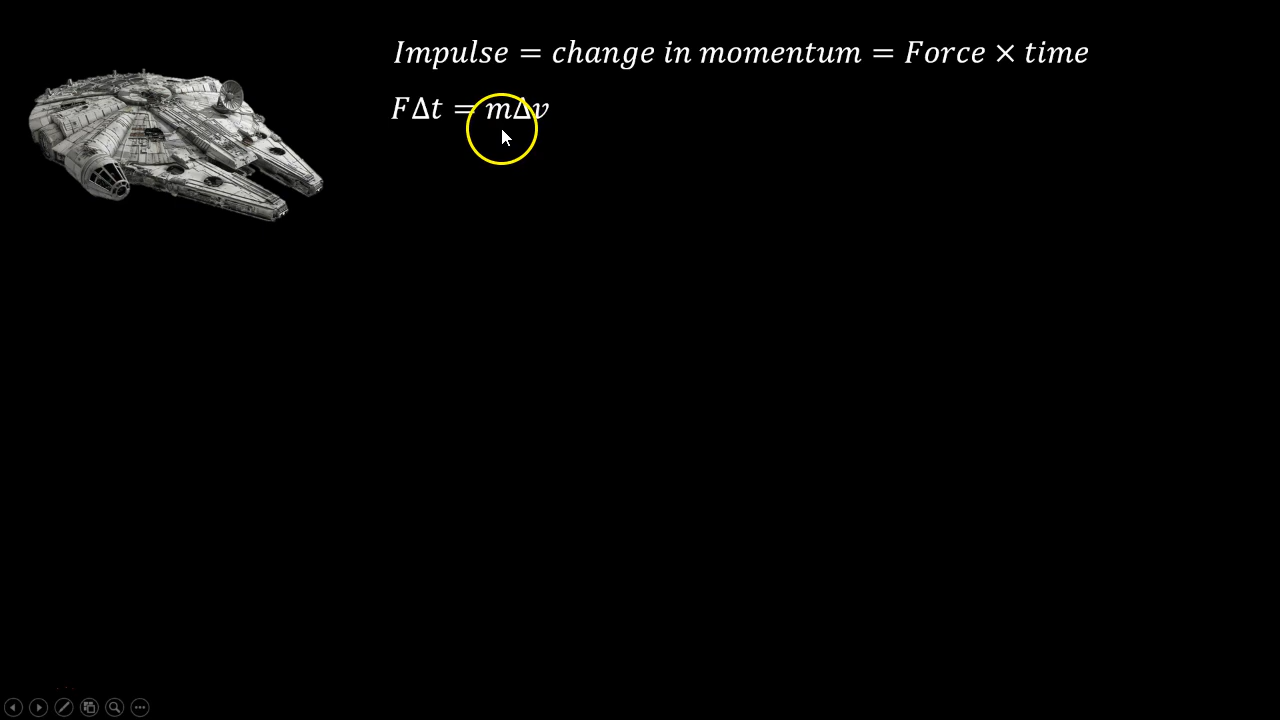 Impulse = change in momentum = Force × time
FΔt = mΔv